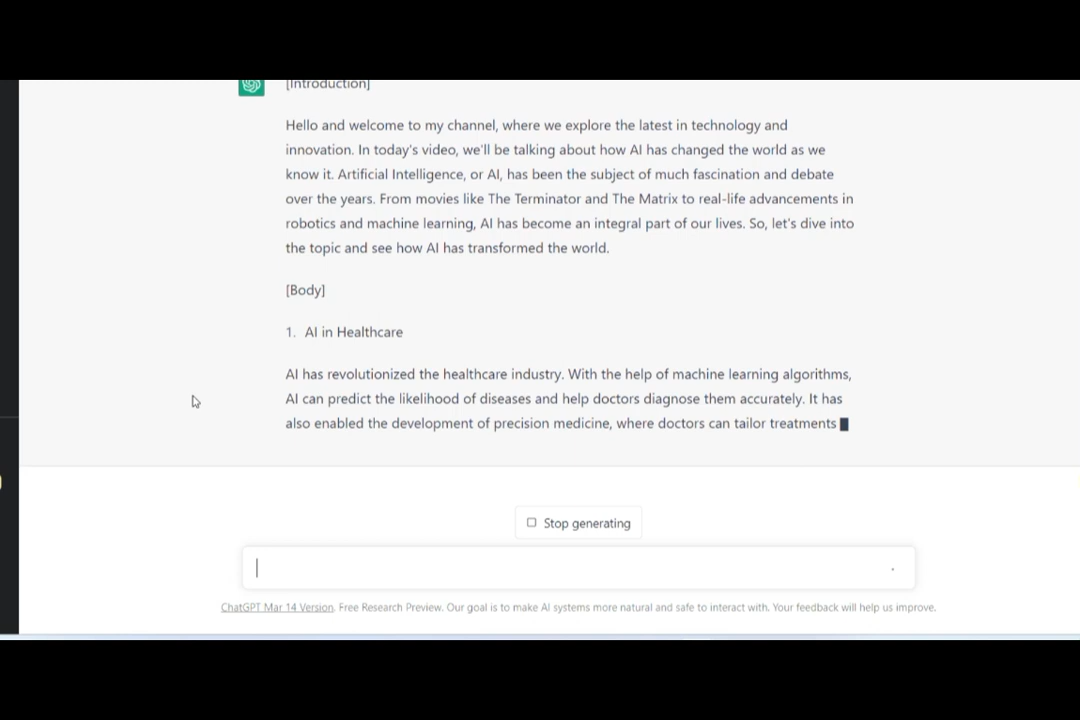 [Introduction]
Hello and welcome to my channel, where we explore the latest in technology and
innovation. In today's video, we'll be talking about how AI has changed the world as we
know it. Artificial Intelligence, or AI, has been the subject of much fascination and debate
over the years. From movies like The Terminator and The Matrix to real-life advancements in
robotics and machine learning, AI has become an integral part of our lives. So, let's dive into
the topic and see how AI has transformed the world.
[Body]
1. AI in Healthcare
AI has revolutionized the healthcare industry. With the help of machine learning algorithms,
AI can predict the likelihood of diseases and help doctors diagnose them accurately. It has
also enabled the development of precision medicine, where doctors can tailor treatments
Stop generating
ChatGPT Mar 14 Version. Free Research Preview. Our goal is to make AI systems more natural and safe to interact with. Your feedback will help us improve.